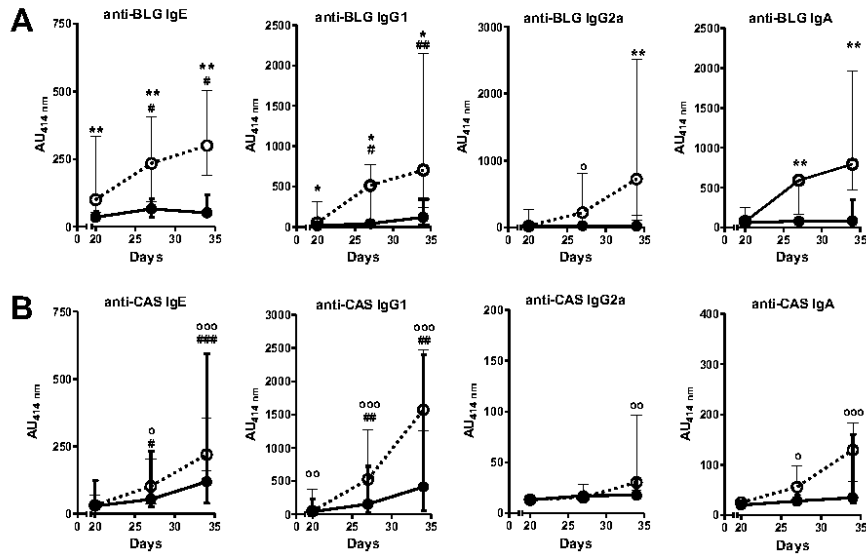 A
anti-BLG IgE
AU414 nm
750
500
250
0
** ** ** # #
0 20 25 30 35
Days
anti-BLG IgG1
AU414 nm
2500
2000
1500
1000
500
0
* * # * ##
0 20 25 30 35
Days
anti-BLG IgG2a
AU414 nm
3000
2000
1000
0
° **
0 20 25 30 35
Days
anti-BLG IgA
AU414 nm
2500
2000
1500
1000
500
0
** **
0 20 25 30 35
Days
B
anti-CAS IgE
AU414 nm
750
500
250
0
° # °°° ###
0 20 25 30 35
Days
anti-CAS IgG1
AU414 nm
3000
2500
2000
1500
1000
500
0
°° °°° ## °°° ##
0 20 25 30 35
Days
anti-CAS IgG2a
AU414 nm
200
150
100
50
0
°°
0 20 25 30 35
Days
anti-CAS IgA
AU414 nm
400
300
200
100
0
° °°°
0 20 25 30 35
Days